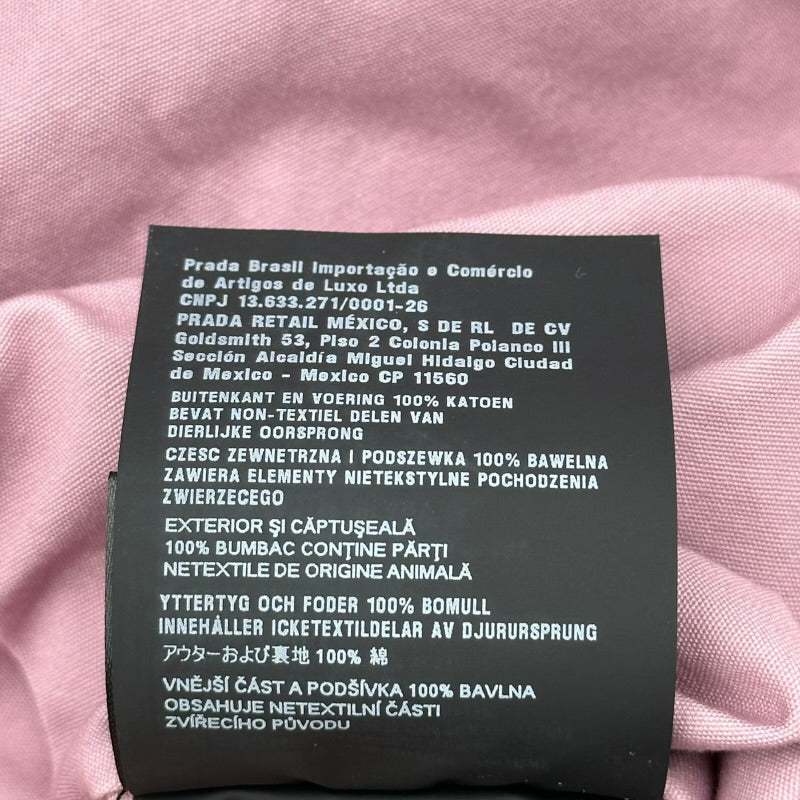 Prada Brasil Importação e Comércio
de Artigos de Luxo Ltda
CNPJ 13.633.271/0001-26
PRADA RETAIL MÉXICO, S DE RL DE CV
Goldsmith 53, Piso 2 Colonia Polanco III
Sección Alcaldía Miguel Hidalgo Ciudad
de Mexico - Mexico CP 11560
BUITENKANT EN VOERING 100% KATOEN
BEVAT NON-TEXTIEL DELEN VAN
DIERLIJKE OORSPRONG
CZESC ZEWNETRZNA I PODSZEWKA 100% BAWELNA
ZAWIERA ELEMENTY NIETEKSTYLNE POCHODZENIA
ZWIERZECEGO
EXTERIOR ŞI CĂPTUŞEALĂ
100% BUMBAC CONŢINE PĂRŢI
NETEXTILE DE ORIGINE ANIMALĂ
YTTERTYG OCH FODER 100% BOMULL
INNEHÅLLER ICKETEXTILDELAR AV DJURURSPRUNG
アウターおよび裏地 100% 綿
VNĚJŠÍ ČÁST A PODŠÍVKA 100% BAVLNA
OBSAHUJE NETEXTILNÍ ČÁSTI
ZVÍŘECÍHO PŮVODU